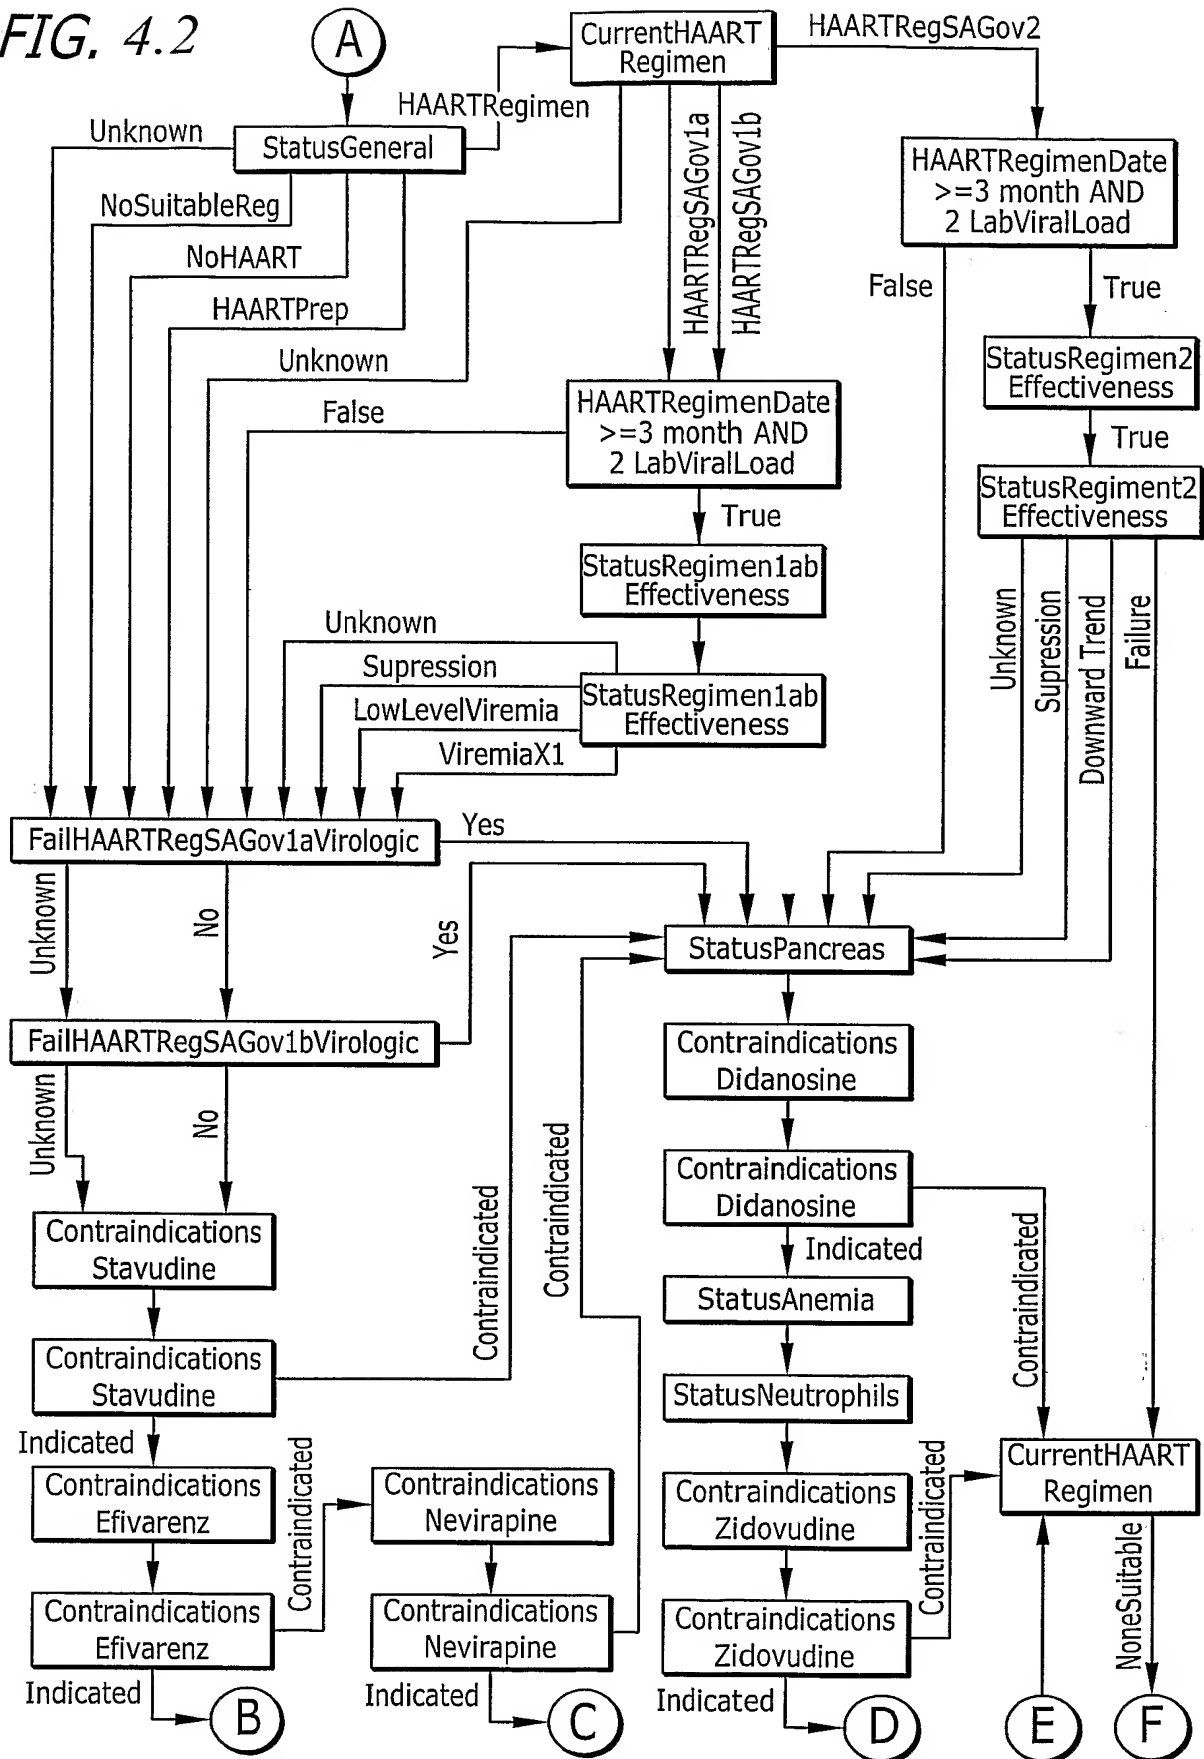 FIG. 4.2
A
CurrentHAART
Regimen
HAARTRegSAGov2
HAARTRegimen
Unknown
StatusGeneral
HAARTRegSAGov1a
HAARTRegSAGov1b
HAARTRegimenDate
>=3 month AND
2 LabViralLoad
NoSuitableReg
NoHAART
HAARTPrep
Unknown
False
False
True
HAARTRegimenDate
>=3 month AND
2 LabViralLoad
StatusRegimen2
Effectiveness
True
True
StatusRegiment2
Effectiveness
StatusRegimen1ab
Effectiveness
Unknown
Supression
LowLevelViremia
ViremiaX1
StatusRegimen1ab
Effectiveness
Unknown
Supression
Downward Trend
Failure
FailHAARTRegSAGov1aVirologic
Yes
Unknown
No
Yes
StatusPancreas
FailHAARTRegSAGov1bVirologic
Contraindications
Didanosine
Unknown
No
Contraindicated
Contraindicated
Contraindications
Didanosine
Contraindications
Stavudine
Indicated
Contraindicated
StatusAnemia
Contraindications
Stavudine
StatusNeutrophils
Indicated
Contraindications
Efivarenz
Contraindicated
Contraindications
Nevirapine
Contraindications
Zidovudine
Contraindicated
CurrentHAART
Regimen
Contraindications
Efivarenz
Contraindications
Nevirapine
Contraindications
Zidovudine
NoneSuitable
Indicated
B
Indicated
C
Indicated
D
E
F